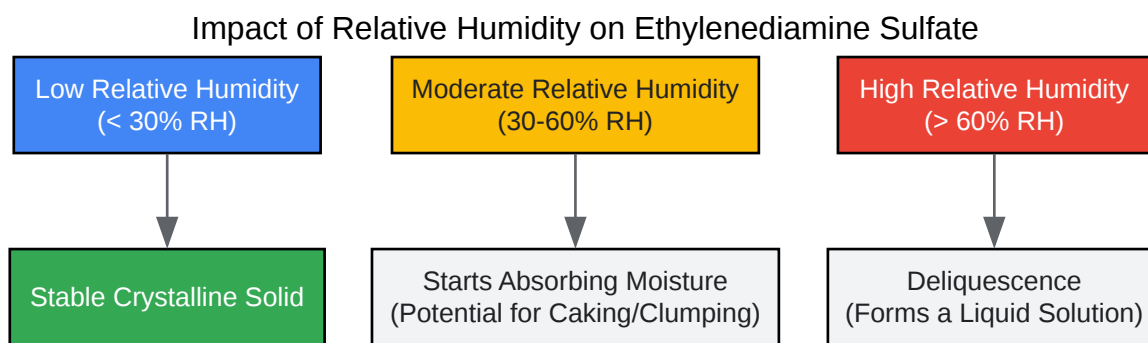 Impact of Relative Humidity on Ethylenediamine Sulfate
Low Relative Humidity
(< 30% RH)
Moderate Relative Humidity
(30-60% RH)
High Relative Humidity
(> 60% RH)
Stable Crystalline Solid
Starts Absorbing Moisture
(Potential for Caking/Clumping)
Deliquescence
(Forms a Liquid Solution)